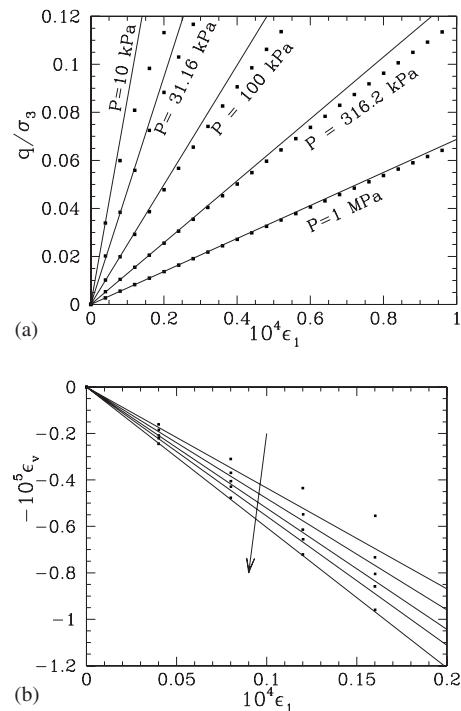 0.12
0.1
0.08
0.06
0.04
0.02
0
q/σ₃
P=10 kPa
P = 31.16 kPa
P = 100 kPa
P = 316.2 kPa
P=1 MPa
0 0.2 0.4 0.6 0.8 1
10⁴ϵ₁
(a)
0
−0.2
−0.4
−0.6
−0.8
−1
−1.2
−10⁵ϵᵥ
0 0.05 0.1 0.15 0.2
10⁴ϵ₁
(b)